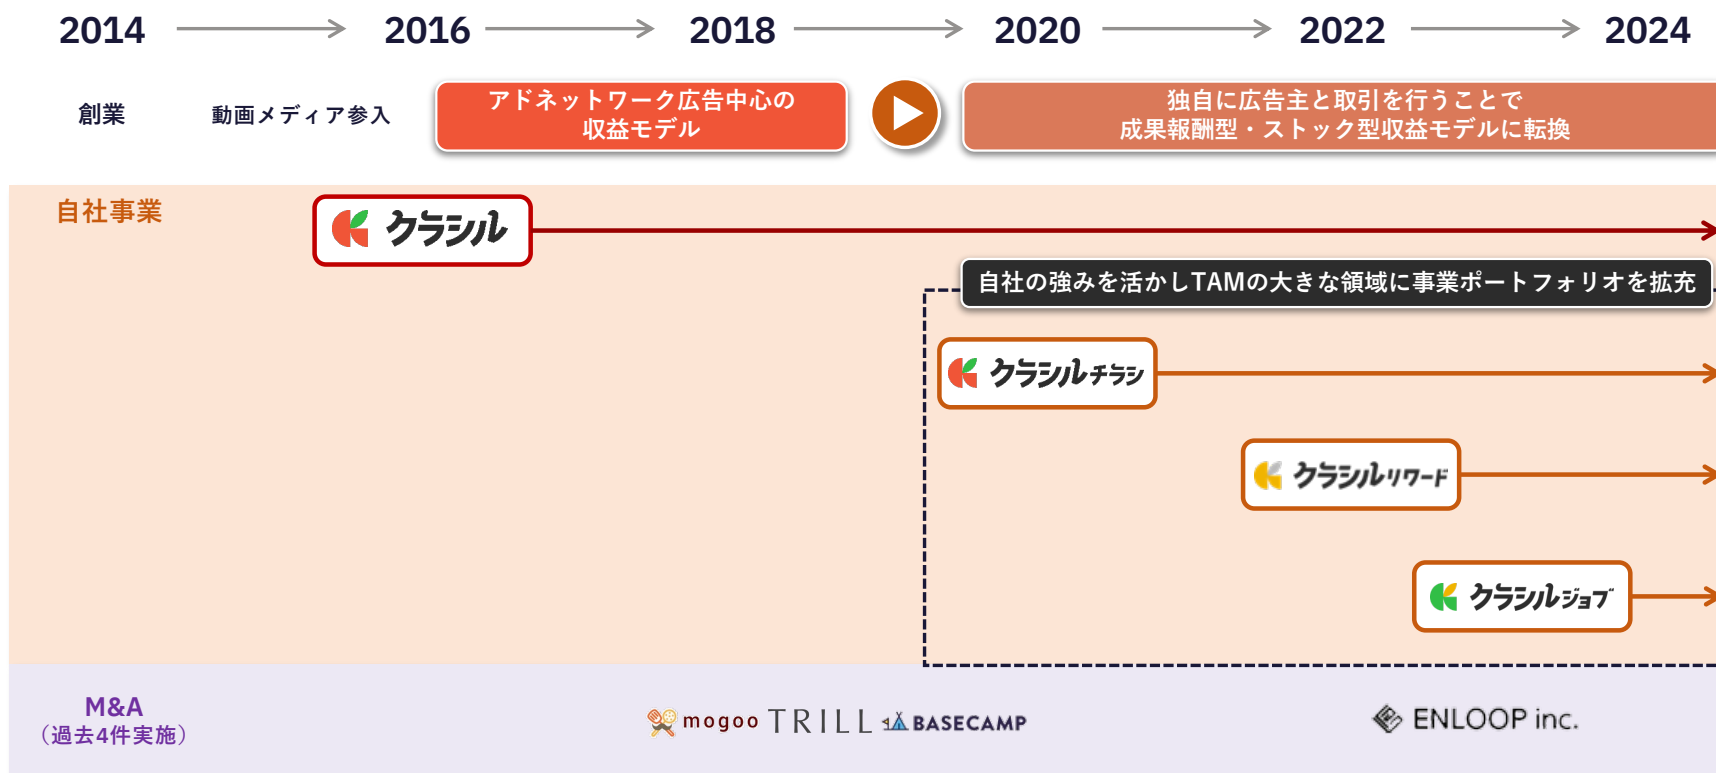 2014 2016 2018 2020 2022 2024
創業
動画メディア参入
アドネットワーク広告中心の
収益モデル
独自に広告主と取引を行うことで
成果報酬型・ストック型収益モデルに転換
自社事業
クラシル
自社の強みを活かしTAMの大きな領域に事業ポートフォリオを拡充
クラシルチラシ
クラシルリワード
クラシルジョブ
M&A
（過去4件実施）
mogoo TRILL BASECAMP
ENLOOP inc.